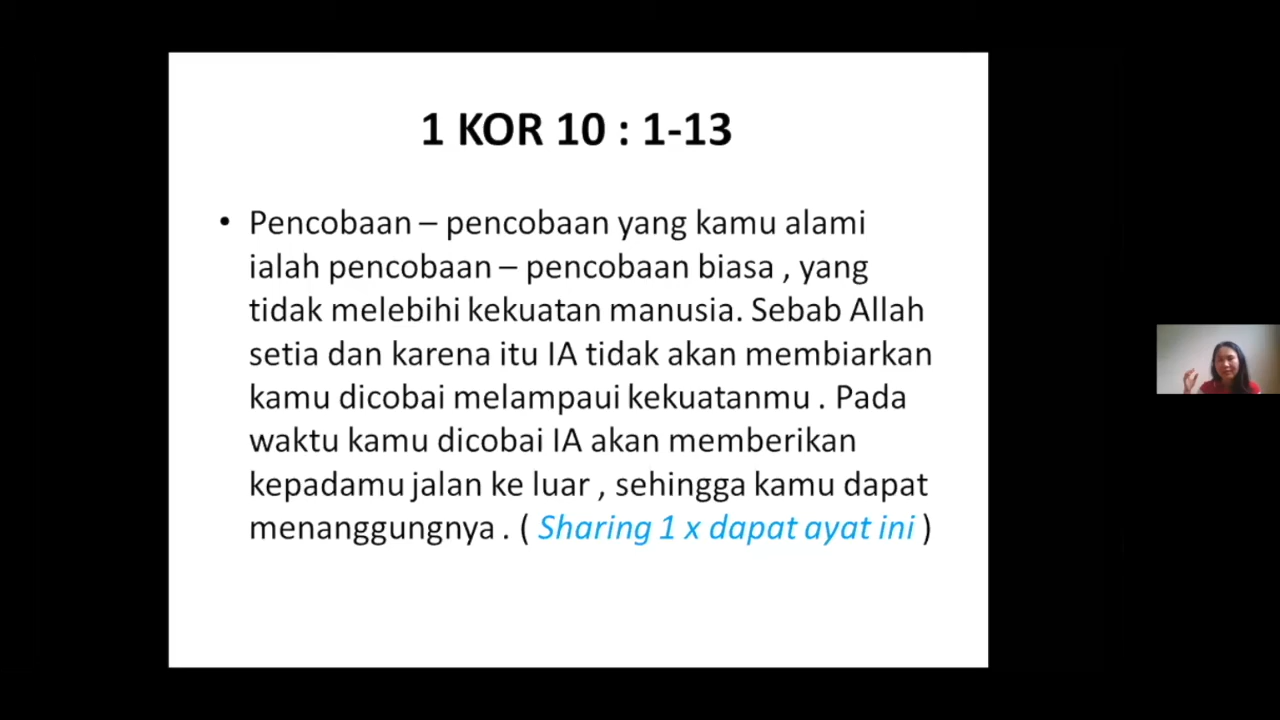 1 KOR 10 : 1-13
• Pencobaan – pencobaan yang kamu alami
ialah pencobaan – pencobaan biasa , yang
tidak melebihi kekuatan manusia. Sebab Allah
setia dan karena itu IA tidak akan membiarkan
kamu dicobai melampaui kekuatanmu . Pada
waktu kamu dicobai IA akan memberikan
kepadamu jalan ke luar , sehingga kamu dapat
menanggungnya . ( Sharing 1 x dapat ayat ini )